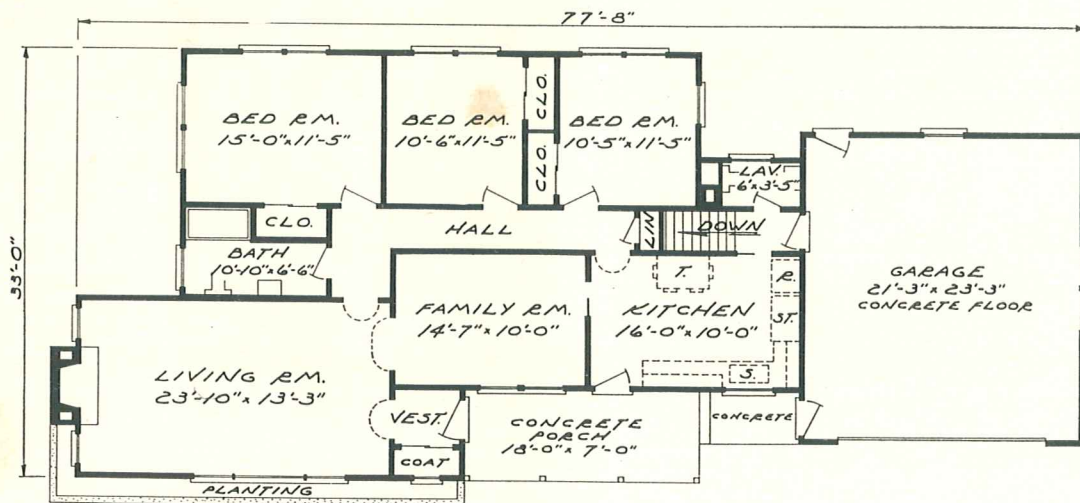 77'-8"
33'-0"
BED RM.
15'-0"x11'-5"
BED RM.
10'-6"x11'-5"
CLO.
CLO.
BED RM.
10'-5"x11'-5"
LAV.
6'x3'-5"
CLO.
HALL
LIN
DOWN
BATH
10'-10"x6'-6"
GARAGE
21'-3"x23'-3"
CONCRETE FLOOR
FAMILY RM.
14'-7"x10'-0"
T.
R.
KITCHEN
16'-0"x10'-0"
ST.
S.
LIVING RM.
23'-10"x13'-3"
VEST.
COAT
CONCRETE
PORCH
18'-0"x7'-0"
CONCRETE
PLANTING